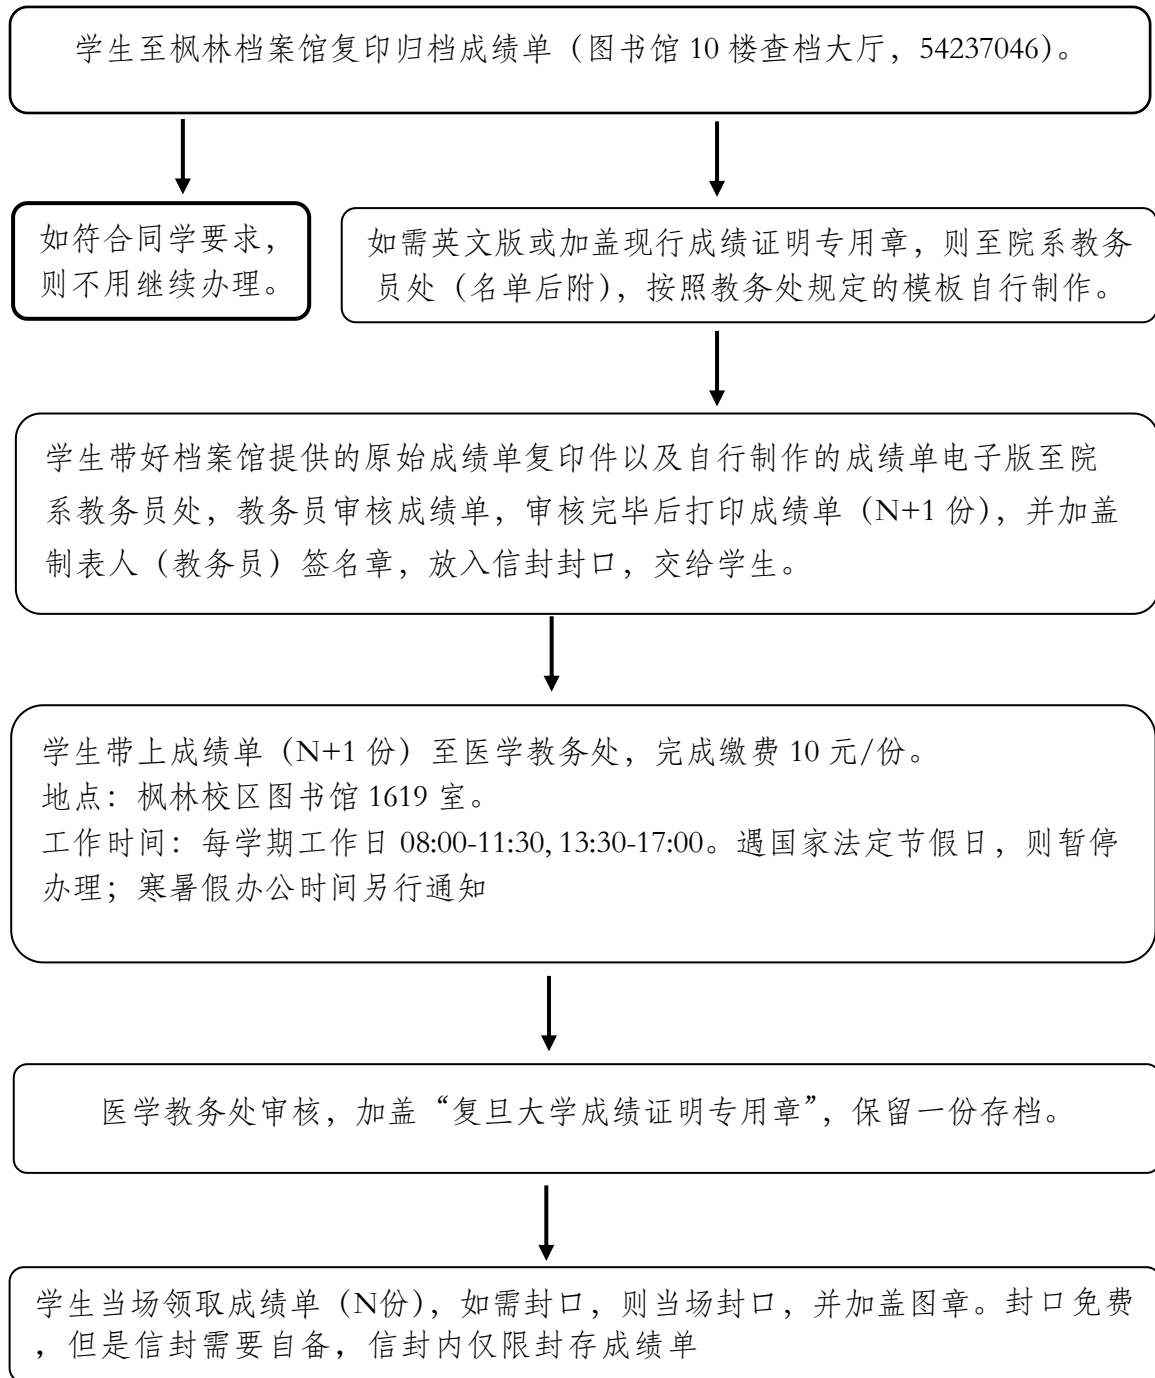 学生至枫林档案馆复印归档成绩单（图书馆 10 楼查档大厅，54237046）。
如符合同学要求，
则不用继续办理。
如需英文版或加盖现行成绩证明专用章，则至院系教务
员处（名单后附），按照教务处规定的模板自行制作。
学生带好档案馆提供的原始成绩单复印件以及自行制作的成绩单电子版至院
系教务员处，教务员审核成绩单，审核完毕后打印成绩单（N+1 份），并加盖
制表人（教务员）签名章，放入信封封口，交给学生。
学生带上成绩单（N+1 份）至医学教务处，完成缴费 10 元/份。
地点：枫林校区图书馆 1619 室。
工作时间：每学期工作日 08:00-11:30, 13:30-17:00。遇国家法定节假日，则暂停
办理；寒暑假办公时间另行通知
医学教务处审核，加盖“复旦大学成绩证明专用章”，保留一份存档。
学生当场领取成绩单（N份），如需封口，则当场封口，并加盖图章。封口免费
，但是信封需要自备，信封内仅限封存成绩单